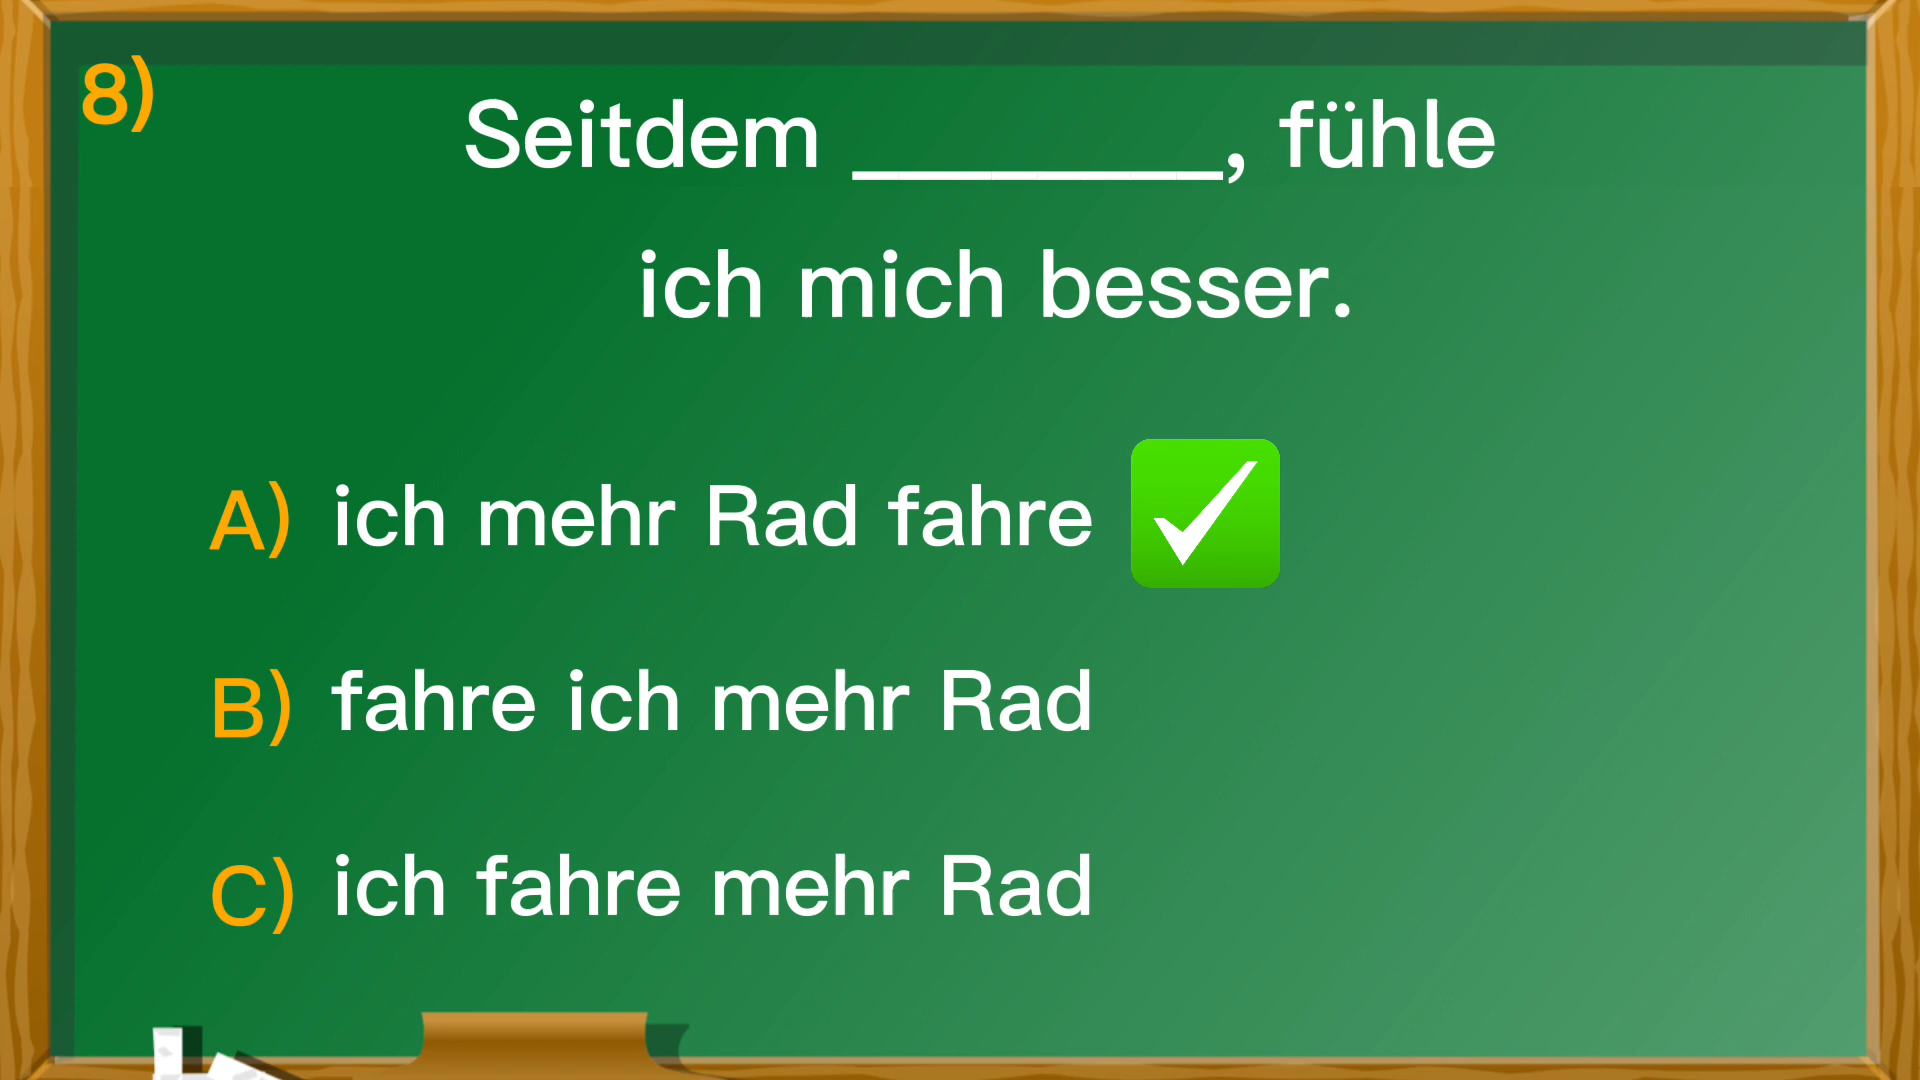 8)
Seitdem ________, fühle
ich mich besser.
A) ich mehr Rad fahre ✅
B) fahre ich mehr Rad
C) ich fahre mehr Rad